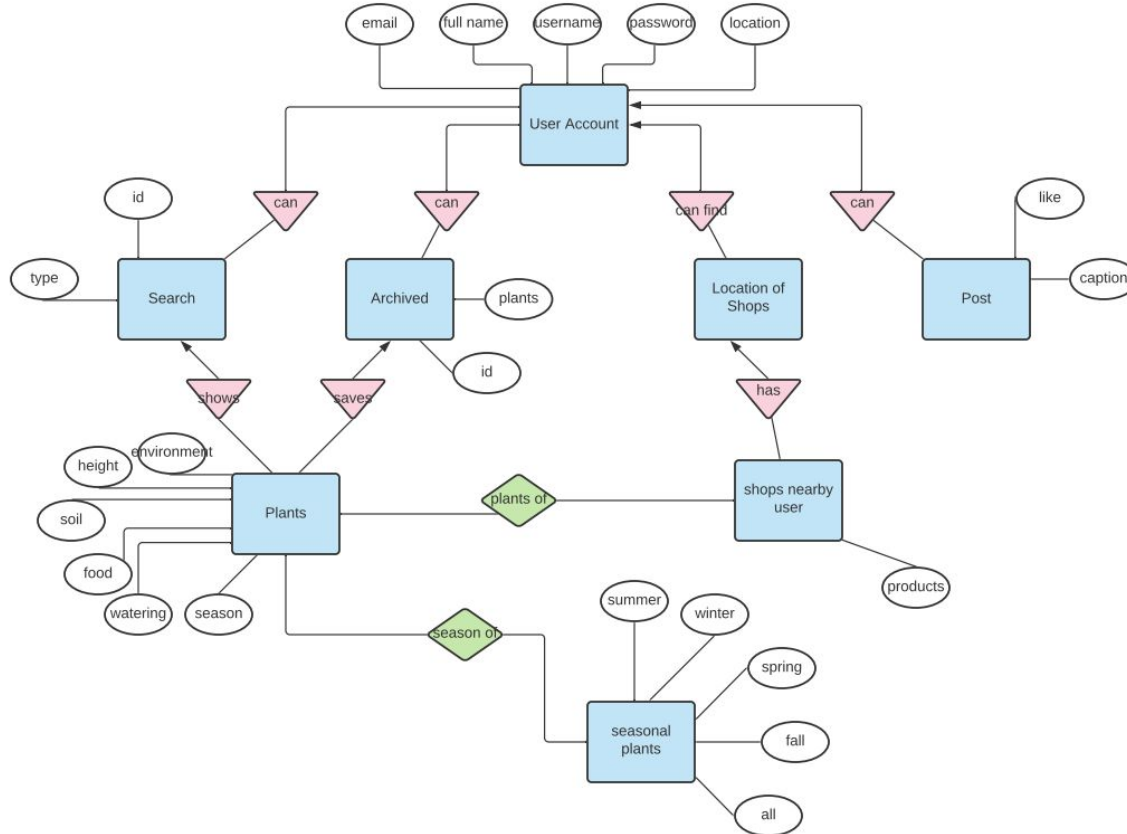 email
full name
username
password
location
User Account
id
can
can
can find
can
like
type
Search
Archived
plants
Location of
Shops
Post
caption
id
shows
saves
has
environment
height
soil
Plants
plants of
shops nearby
user
food
watering
season
products
summer
winter
season of
spring
seasonal
plants
fall
all